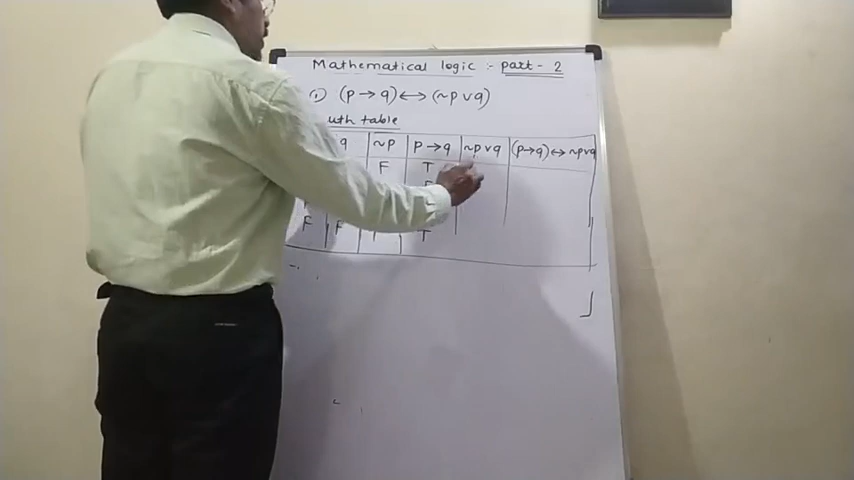 Mathematical logic :- part - 2
① (p→q)↔(~p∨q)
uth table
q ~p p→q ~p∨q (p→q)↔~p∨q
F T
F F T